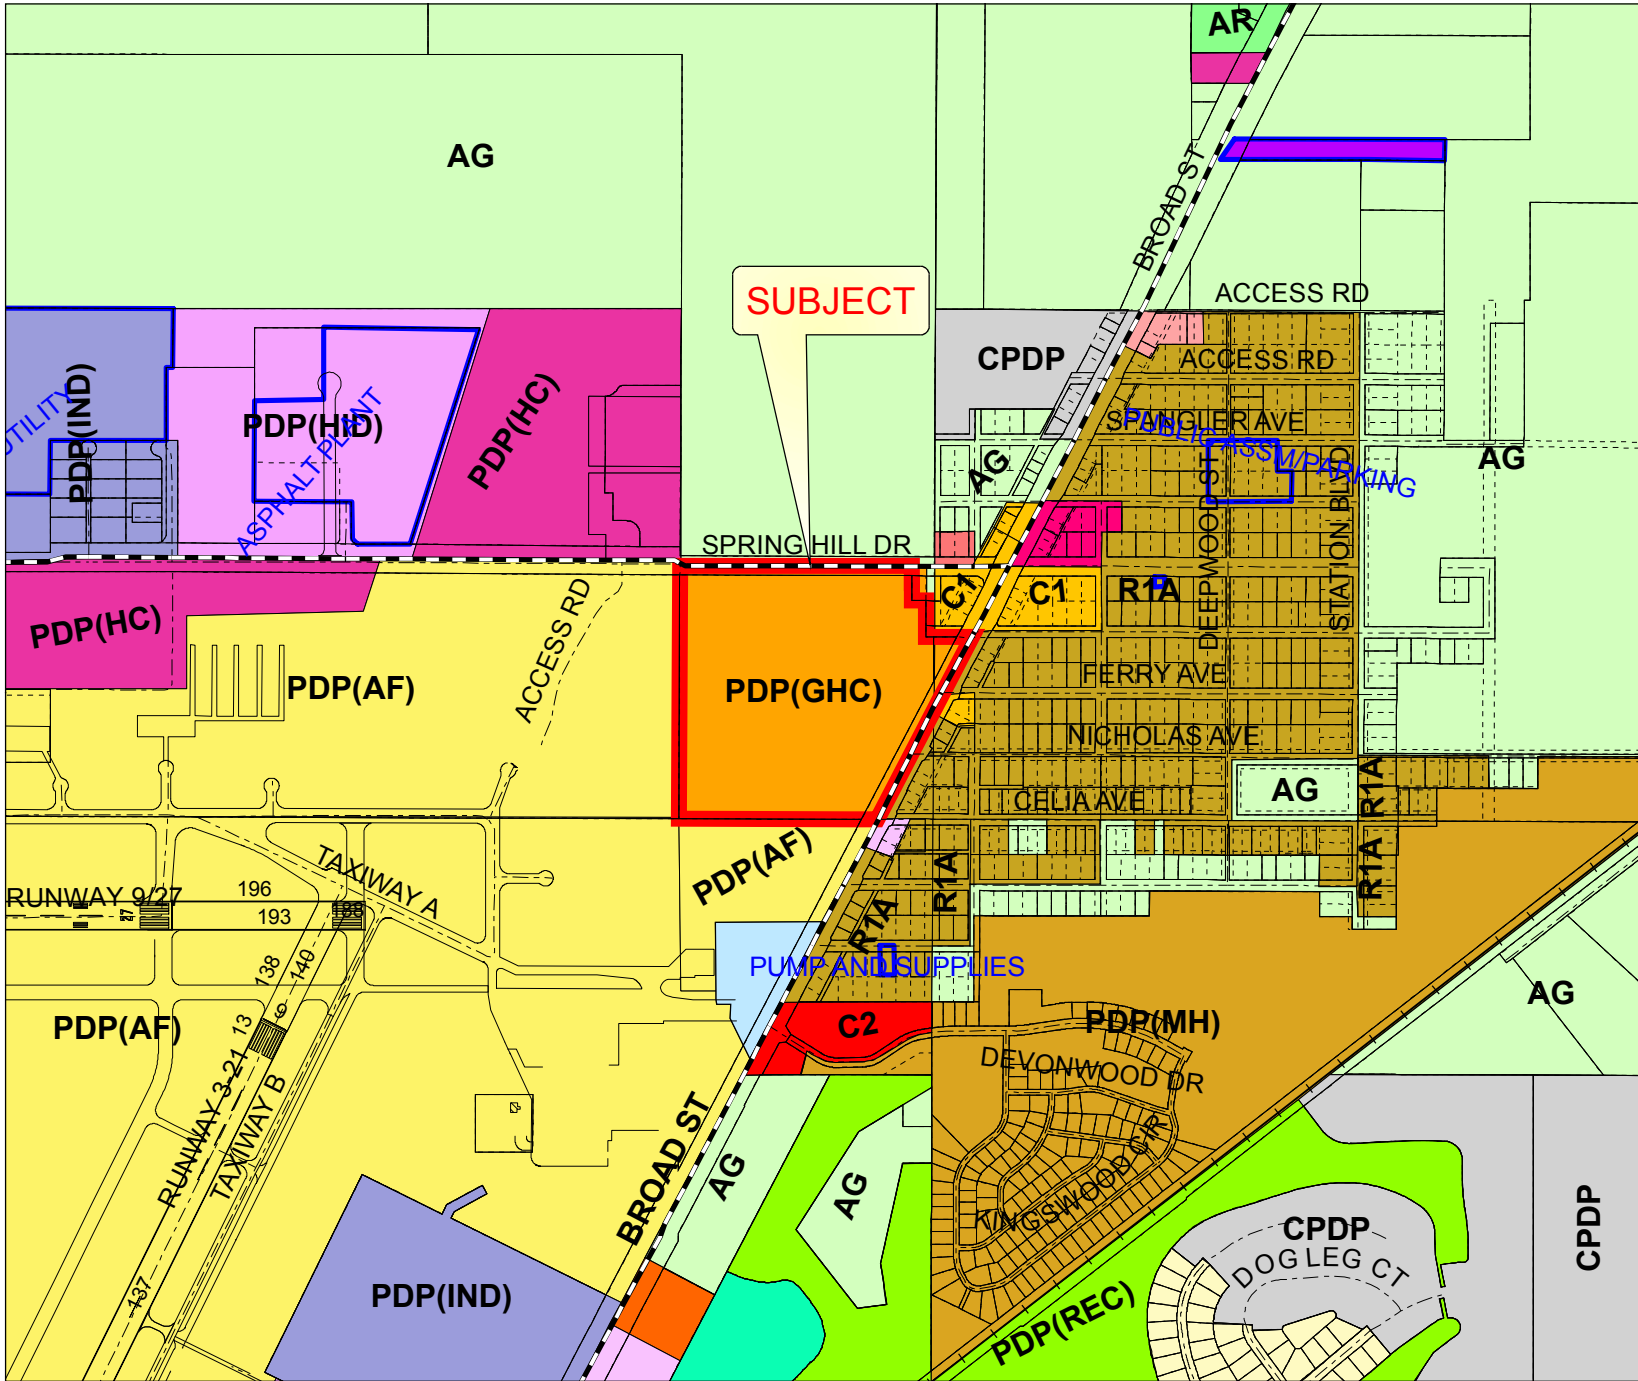 AR
AG
BROAD ST
ACCESS RD
SUBJECT
CPDP
ACCESS RD
PDP(IND)
UTILITY
PDP(HID)
ASPHALT PLANT
PDP(HC)
SPANGLER AVE
PUBLIC ASSM/PARKING
AG
AG
DEEPWOOD ST
STATION BLVD
SPRING HILL DR
C1
C1
R1A
PDP(HC)
ACCESS RD
PDP(AF)
PDP(GHC)
FERRY AVE
NICHOLAS AVE
CELIA AVE
AG
R1A
R1A
PDP(AF)
TAXIWAY A
RUNWAY 9/27
196
193
188
27
R1A
R1A
138
140
PUMP AND SUPPLIES
AG
PDP(AF)
13
9
C2
PDP(MH)
DEVONWOOD DR
RUNWAY 3-21
TAXIWAY B
BROAD ST
AG
AG
KINGSWOOD CIR
CPDP
CPDP
DOG LEG CT
137
PDP(IND)
PDP(REC)